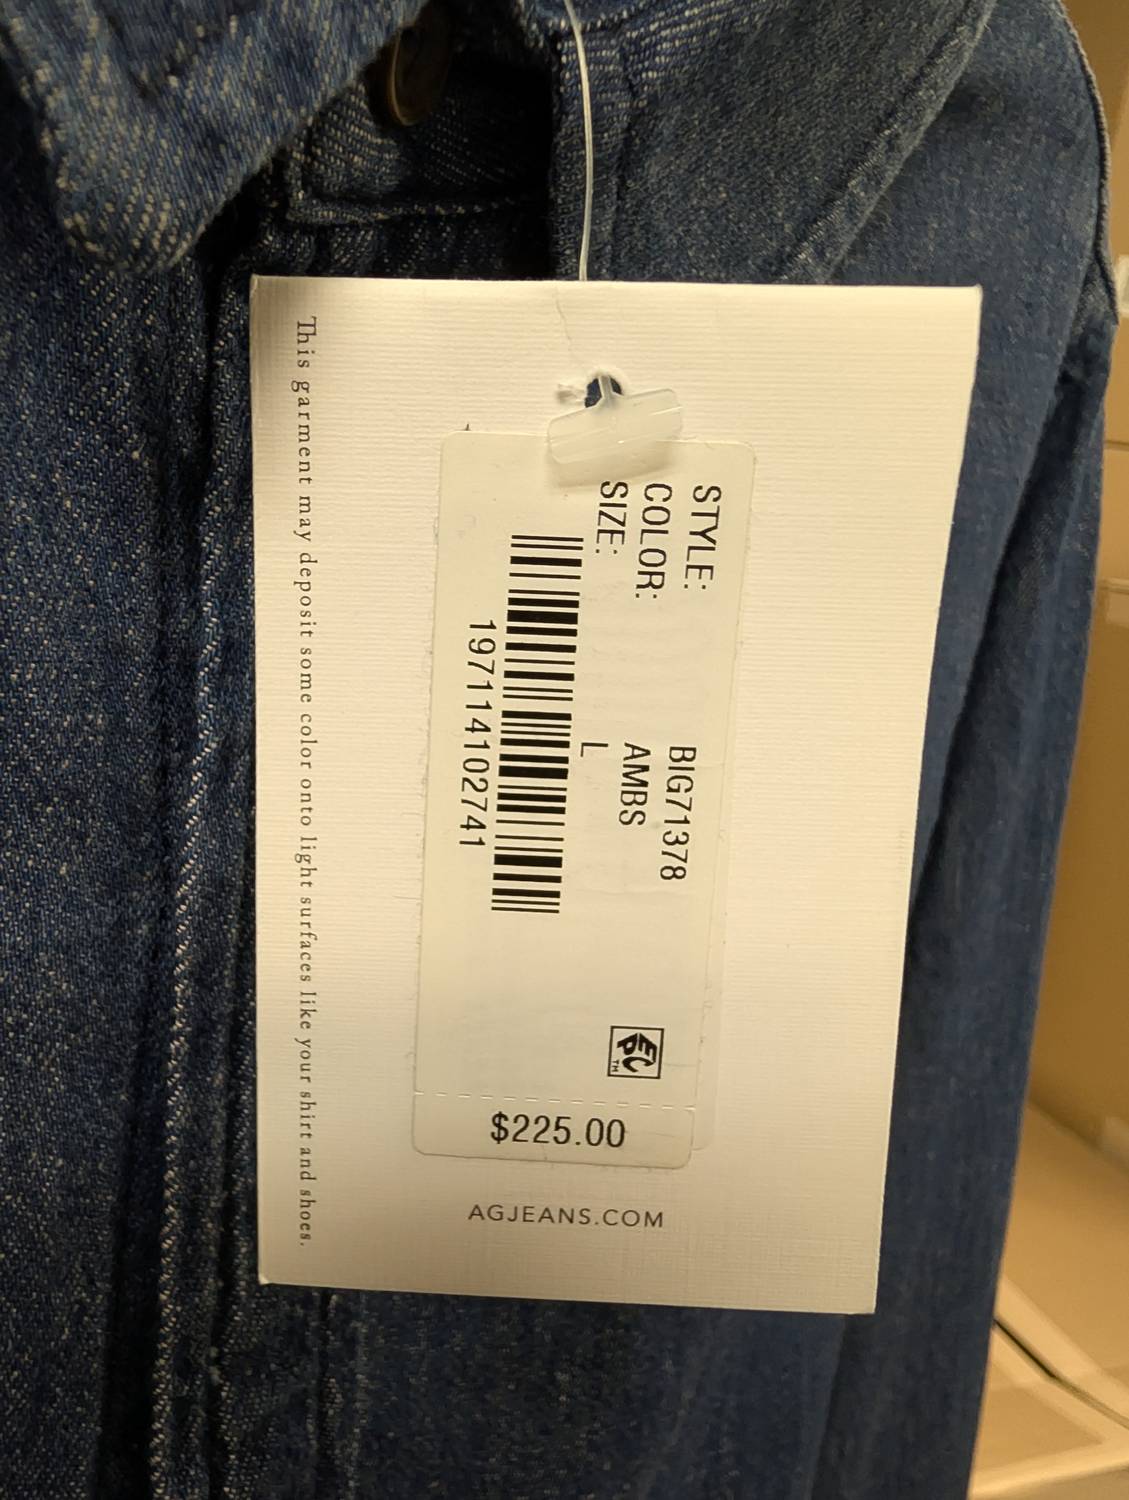 STYLE: BIG71378
COLOR: AMBS
SIZE: L
197114102741
EPC™
$225.00
AGJEANS.COM
This garment may deposit some color onto light surfaces like your shirt and shoes.